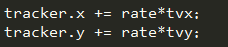 tracker.x += rate*tvx;
tracker.y += rate*tvy;